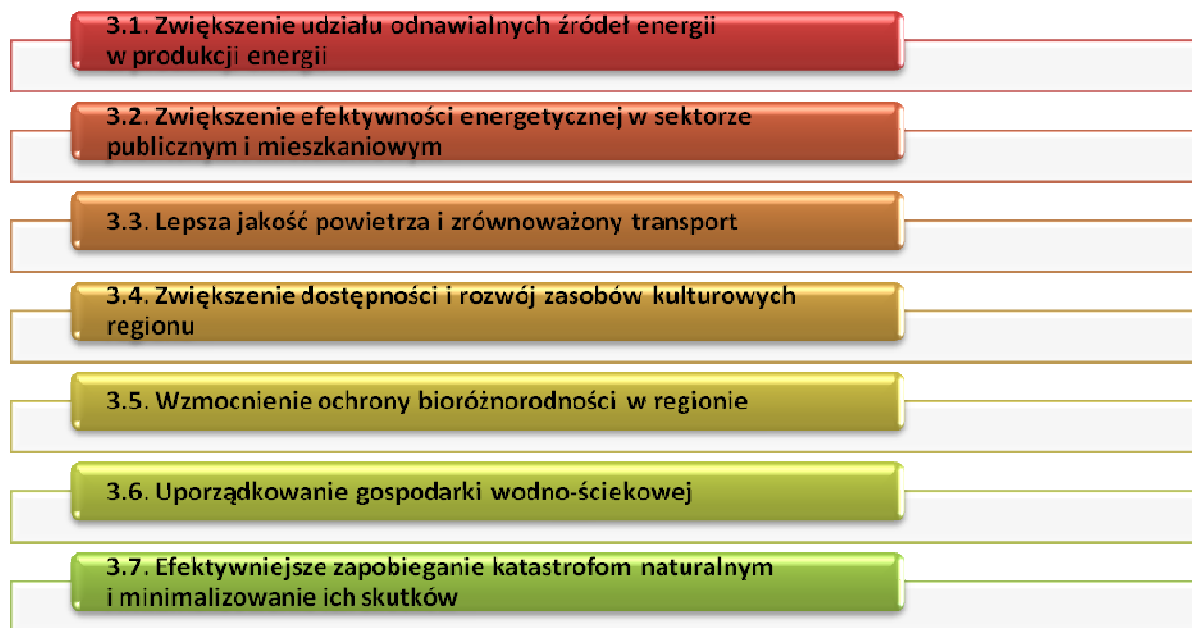 3.1. Zwiększenie udziału odnawialnych źródeł energii
w produkcji energii
3.2. Zwiększenie efektywności energetycznej w sektorze
publicznym i mieszkaniowym
3.3. Lepsza jakość powietrza i zrównoważony transport
3.4. Zwiększenie dostępności i rozwój zasobów kulturowych
regionu
3.5. Wzmocnienie ochrony bioróżnorodności w regionie
3.6. Uporządkowanie gospodarki wodno-ściekowej
3.7. Efektywniejsze zapobieganie katastrofom naturalnym
i minimalizowanie ich skutków